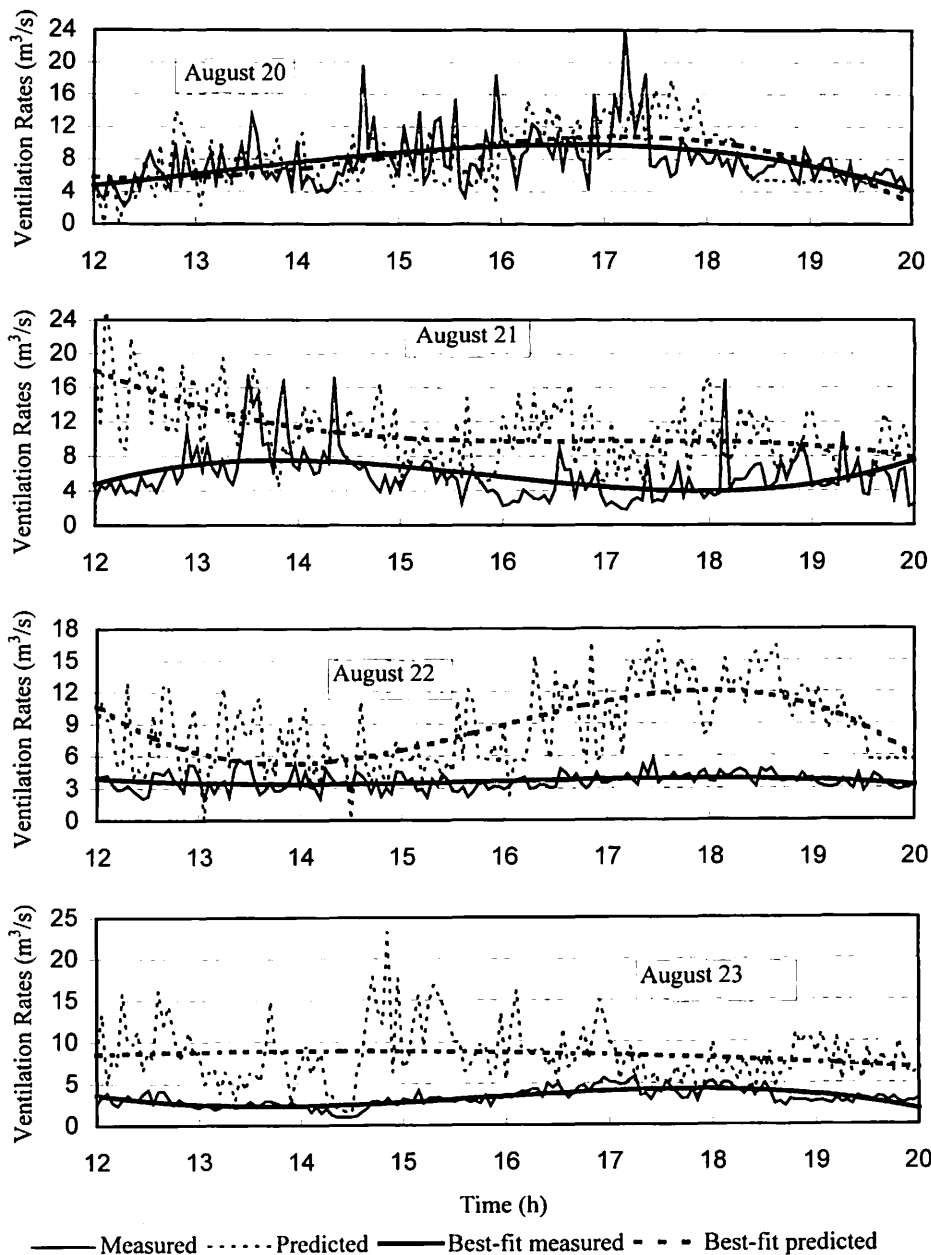 Ventilation Rates (m³/s)
24
20
16
12
8
4
0
August 20
12 13 14 15 16 17 18 19 20
Ventilation Rates (m³/s)
24
20
16
12
8
4
0
August 21
12 13 14 15 16 17 18 19 20
Ventilation Rates (m³/s)
18
15
12
9
6
3
0
August 22
12 13 14 15 16 17 18 19 20
Ventilation Rates (m³/s)
25
20
15
10
5
0
August 23
12 13 14 15 16 17 18 19 20
Time (h)
Measured Predicted Best-fit measured Best-fit predicted